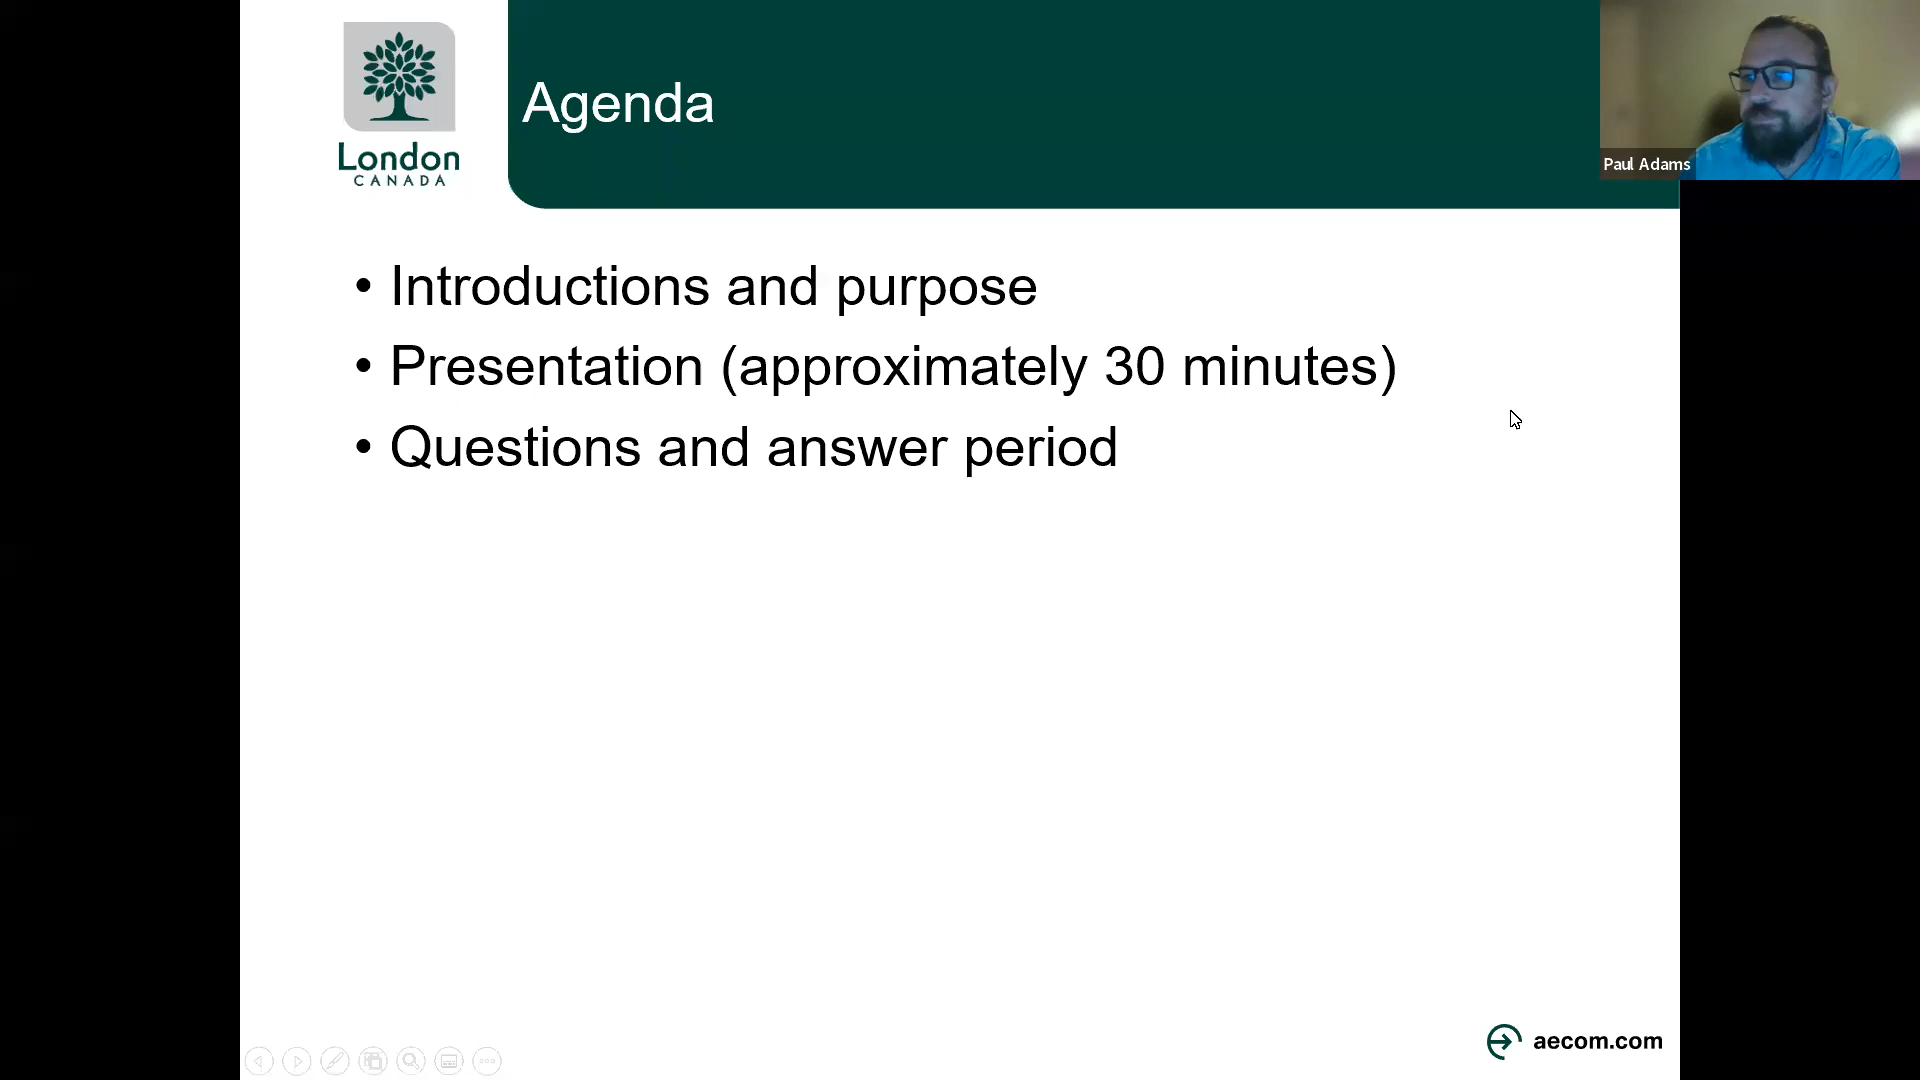 London
CANADA
Agenda
Paul Adams
• Introductions and purpose
• Presentation (approximately 30 minutes)
• Questions and answer period
aecom.com